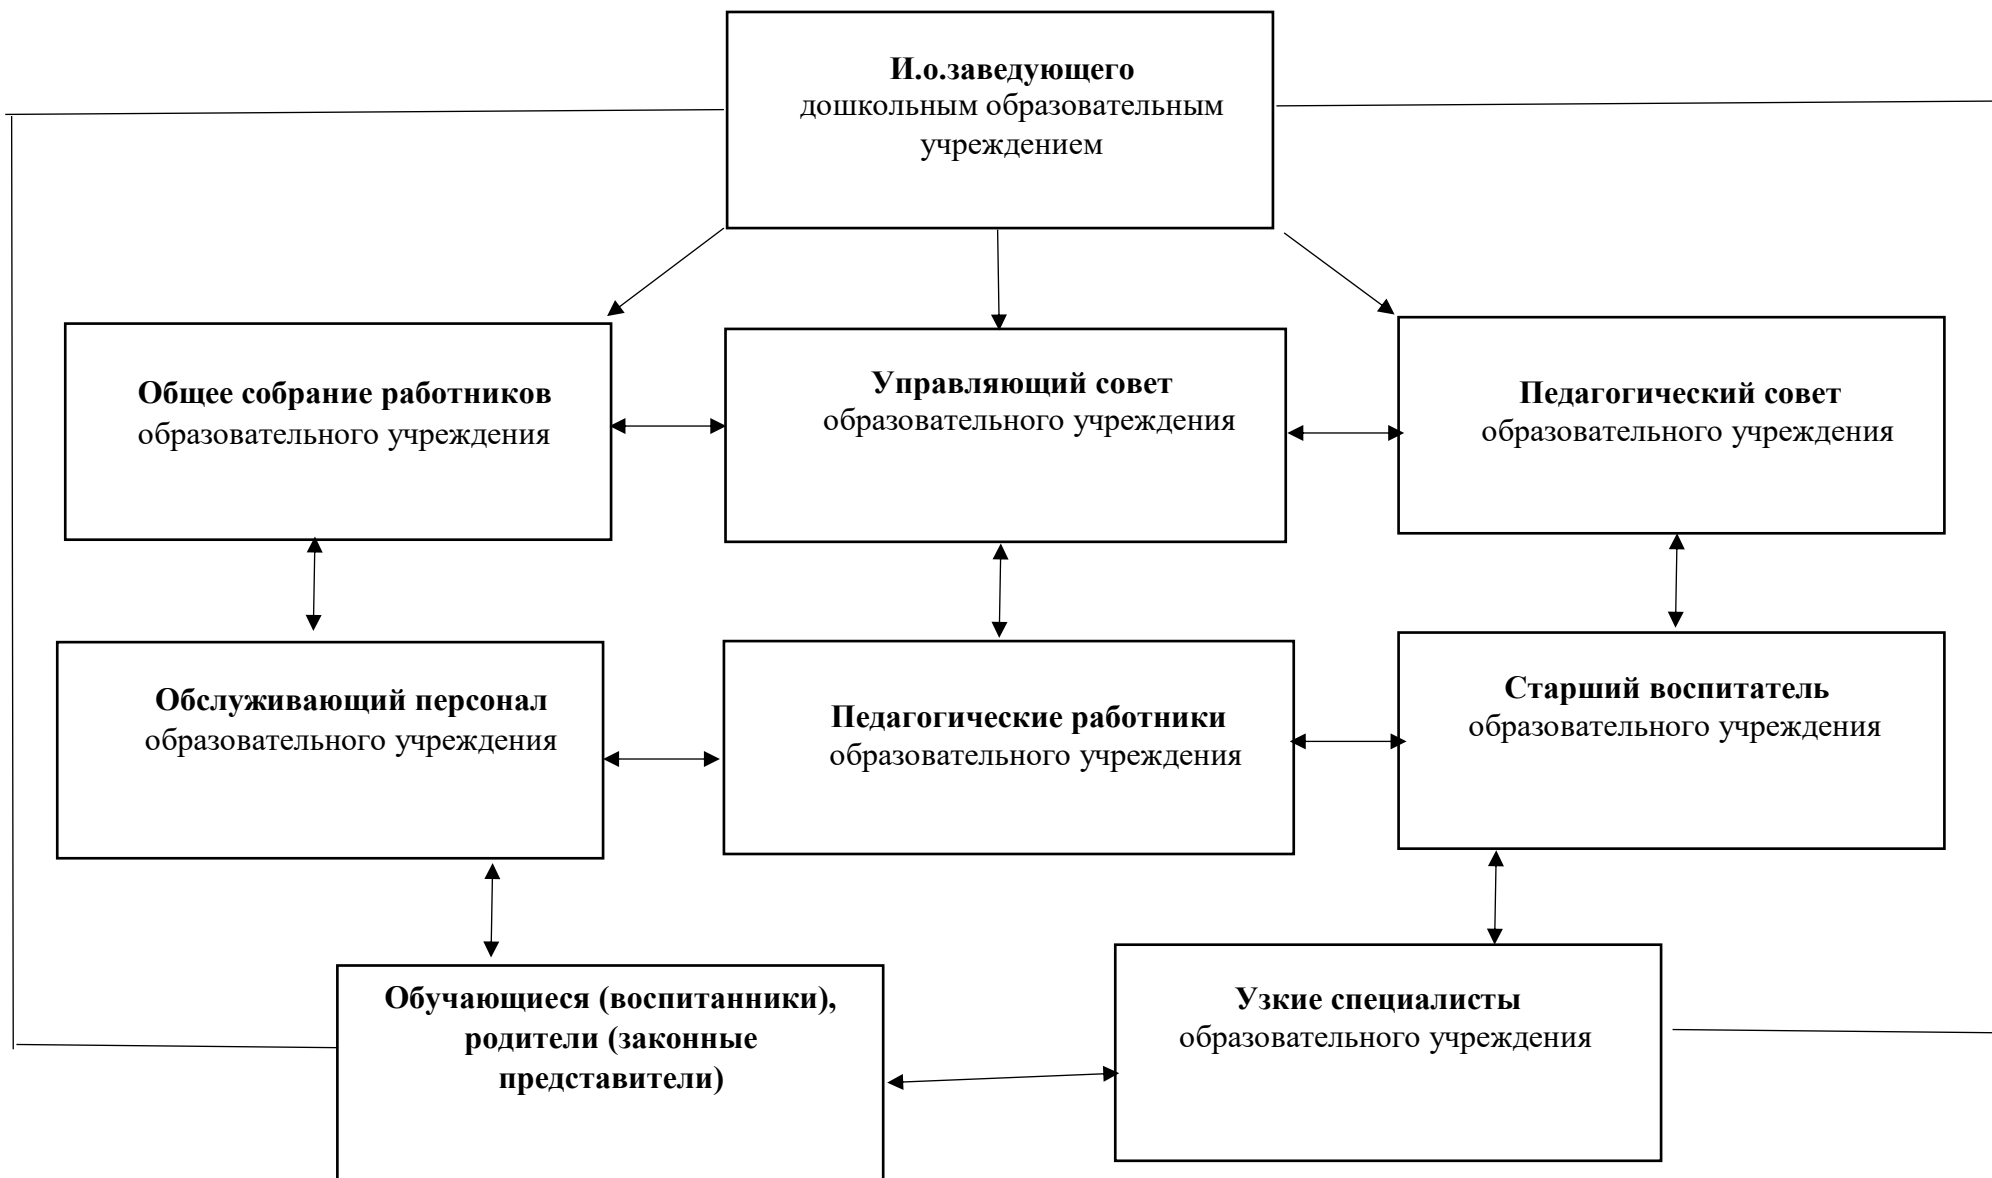 И.о.заведующего
дошкольным образовательным
учреждением
Общее собрание работников
образовательного учреждения
Управляющий совет
образовательного учреждения
Педагогический совет
образовательного учреждения
Обслуживающий персонал
образовательного учреждения
Педагогические работники
образовательного учреждения
Старший воспитатель
образовательного учреждения
Обучающиеся (воспитанники),
родители (законные
представители)
Узкие специалисты
образовательного учреждения